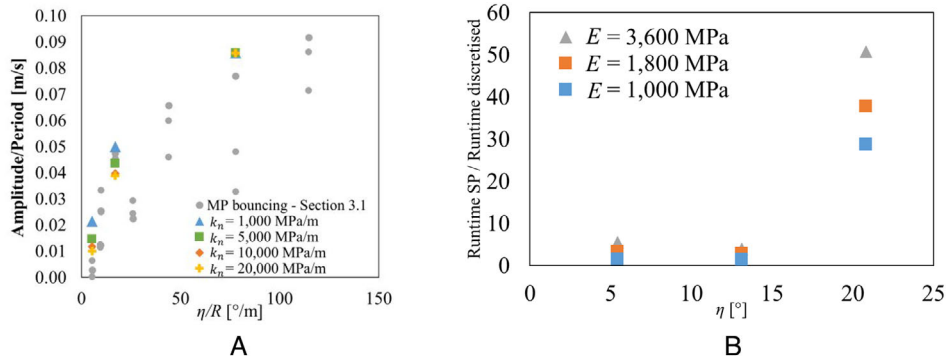 0.10
0.09
0.08
0.07
0.06
0.05
0.04
0.03
0.02
0.01
0.00
Amplitude/Period [m/s]
MP bouncing - Section 3.1
kn = 1,000 MPa/m
kn = 5,000 MPa/m
kn = 10,000 MPa/m
kn = 20,000 MPa/m
0 50 100 150
η/R [°/m]
A
60
50
40
30
20
10
0
Runtime SP / Runtime discretised
E = 3,600 MPa
E = 1,800 MPa
E = 1,000 MPa
0 5 10 15 20 25
η [°]
B